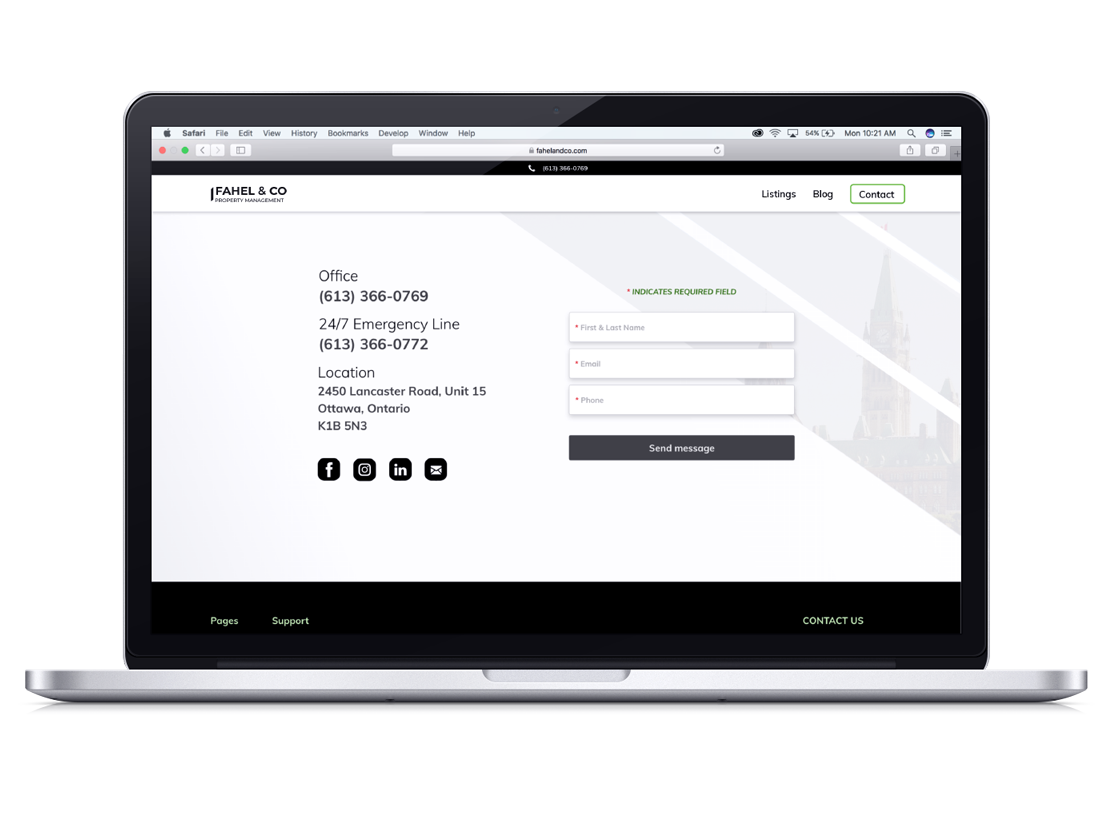 Safari File Edit View History Bookmarks Develop Window Help 54% Mon 10:21 AM
fahelandco.com
(613) 366-0769
FAHEL & CO
PROPERTY MANAGEMENT
Listings Blog Contact
Office
(613) 366-0769
24/7 Emergency Line
(613) 366-0772
Location
2450 Lancaster Road, Unit 15
Ottawa, Ontario
K1B 5N3
* INDICATES REQUIRED FIELD
* First & Last Name
* Email
* Phone
Send message
Pages Support CONTACT US